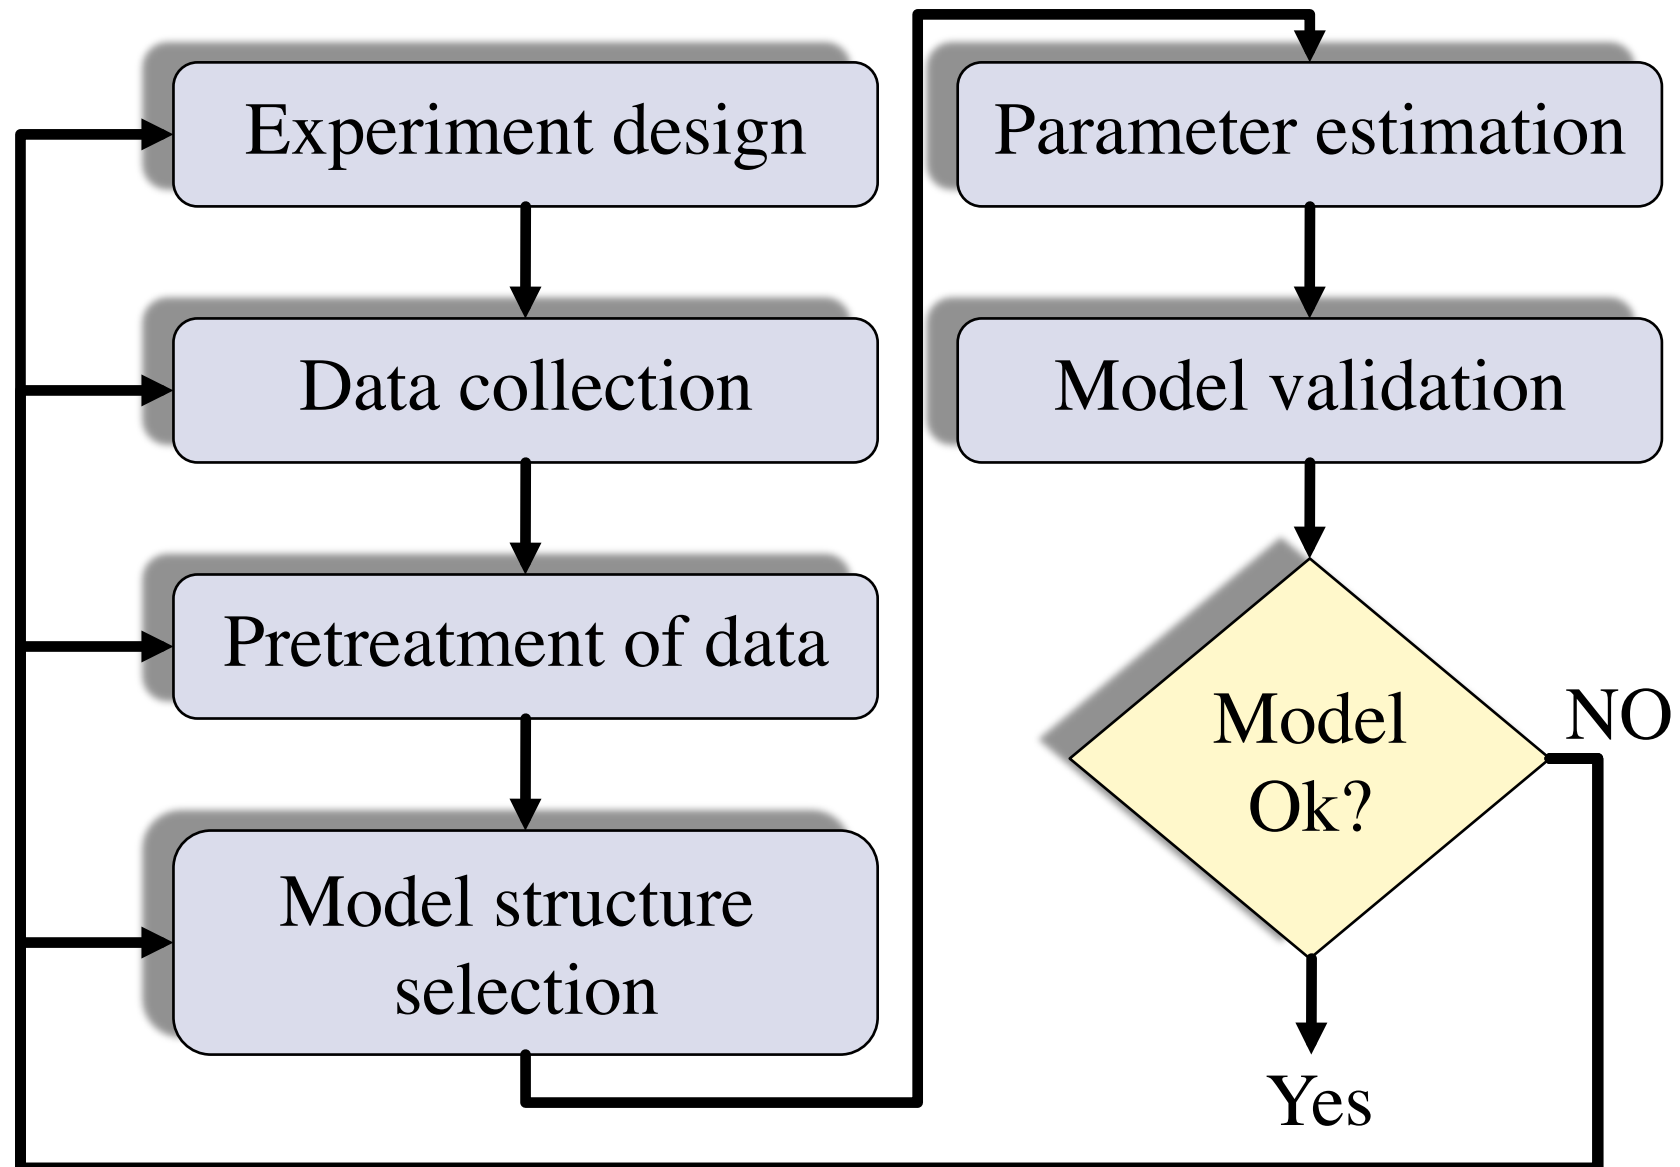 Experiment design
Data collection
Pretreatment of data
Model structure
selection
Parameter estimation
Model validation
Model
Ok?
NO
Yes